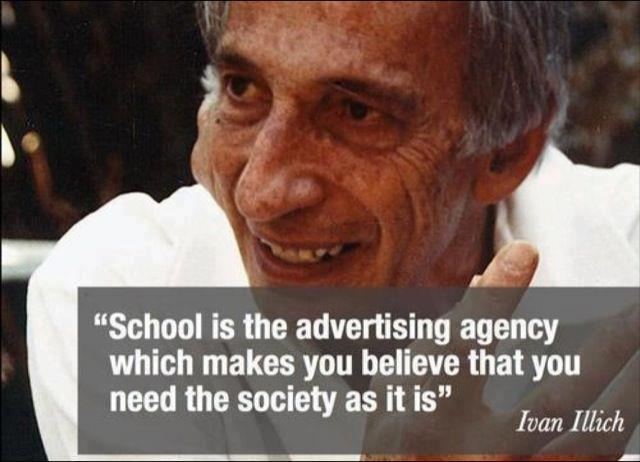 “School is the advertising agency
which makes you believe that you
need the society as it is”
Ivan Illich